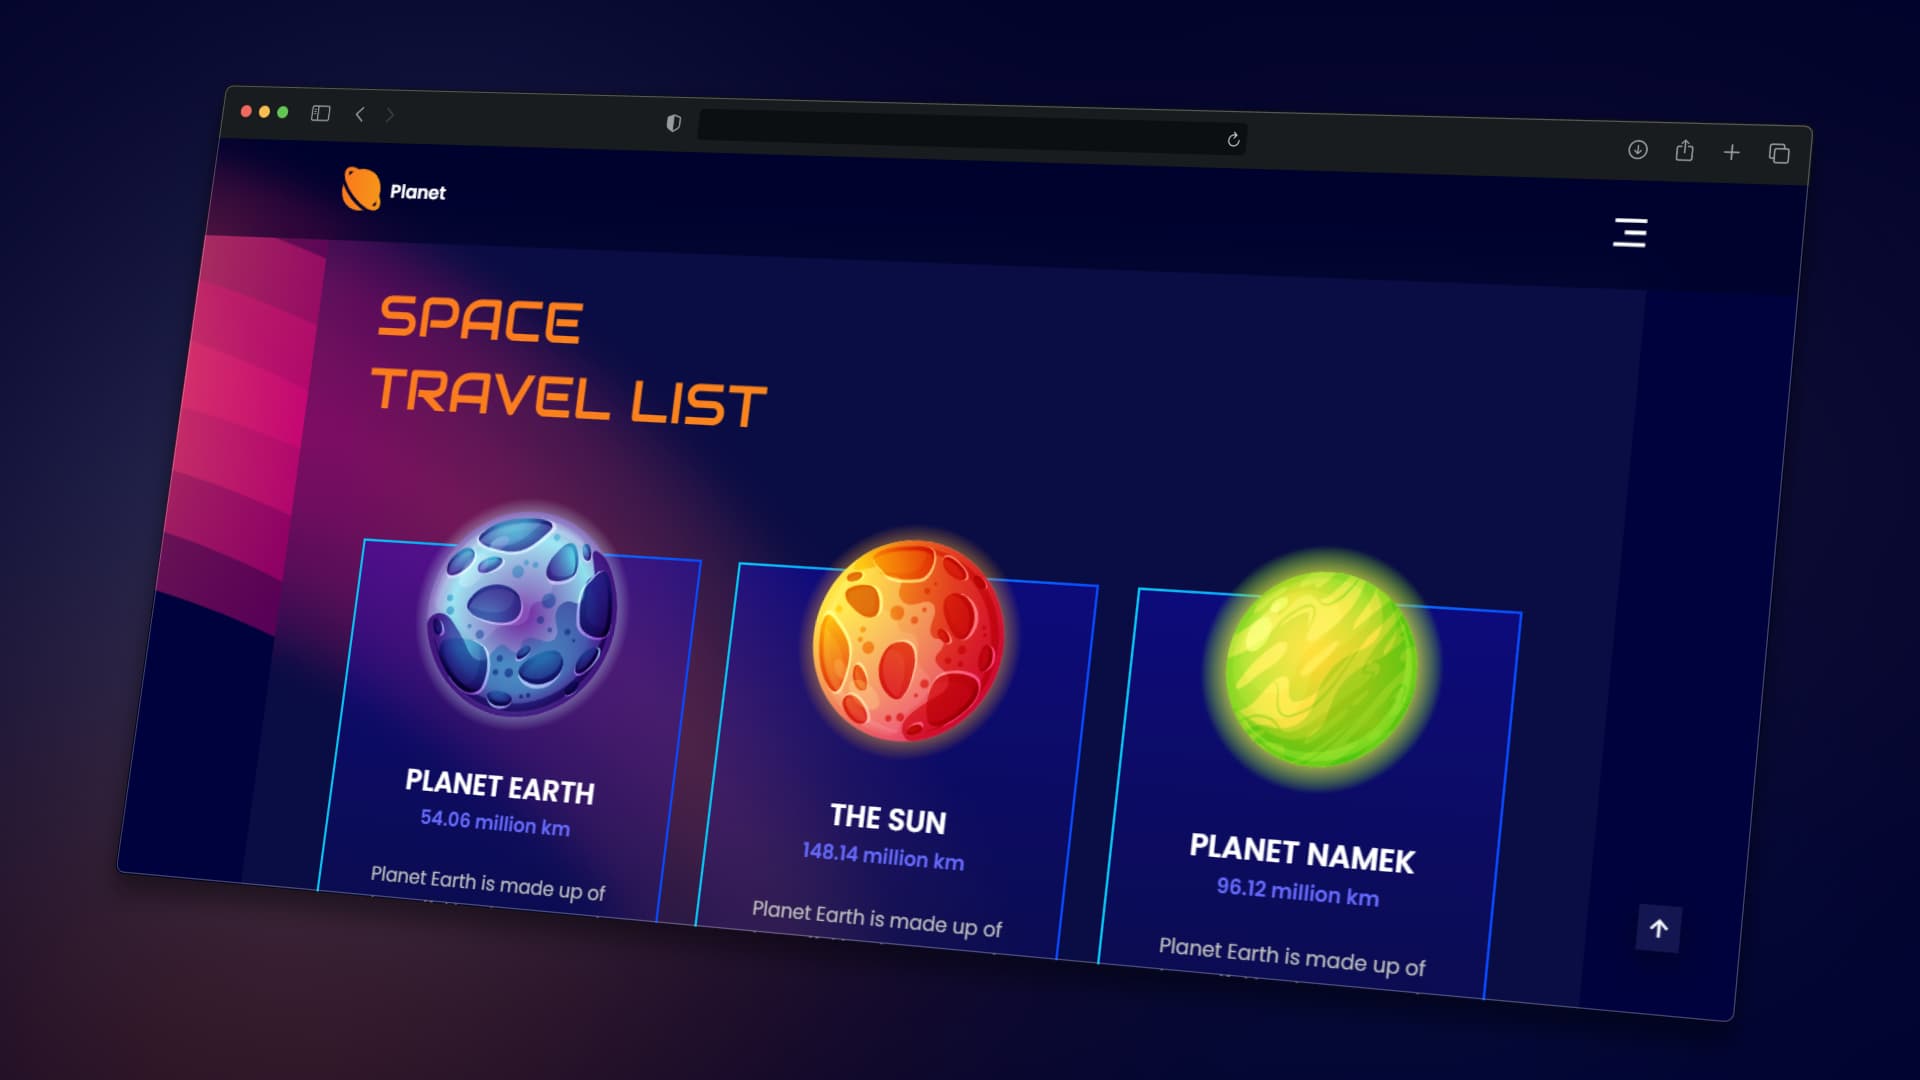 Planet
SPACE
TRAVEL LIST
PLANET EARTH
54.06 million km
Planet Earth is made up of
THE SUN
148.14 million km
Planet Earth is made up of
PLANET NAMEK
96.12 million km
Planet Earth is made up of